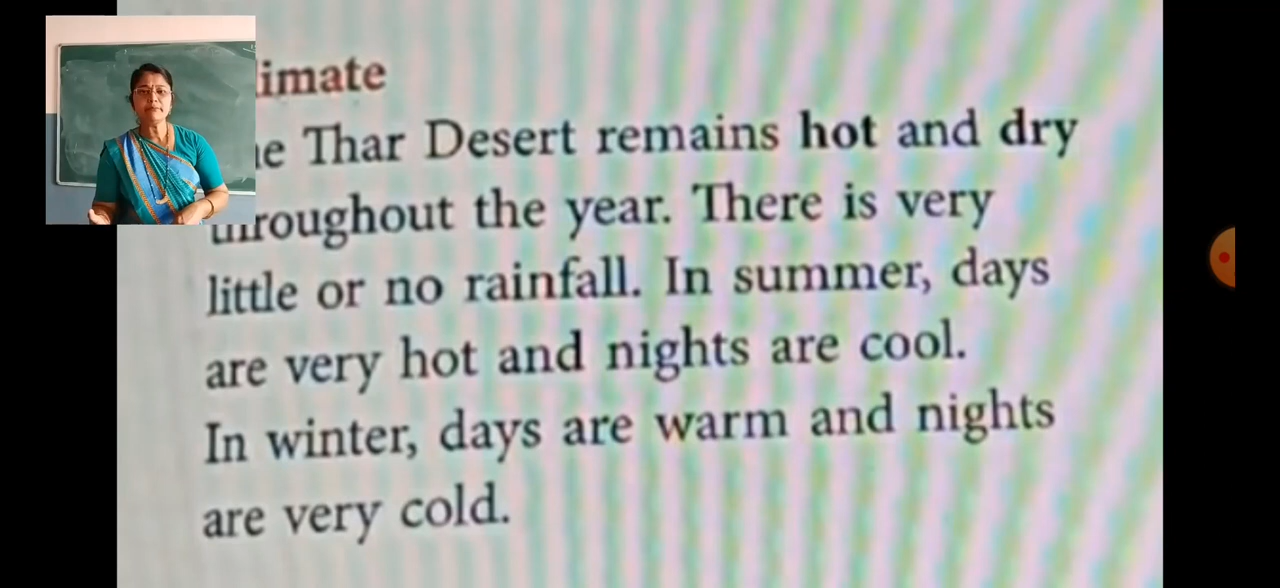 imate
e Thar Desert remains hot and dry
throughout the year. There is very
little or no rainfall. In summer, days
are very hot and nights are cool.
In winter, days are warm and nights
are very cold.